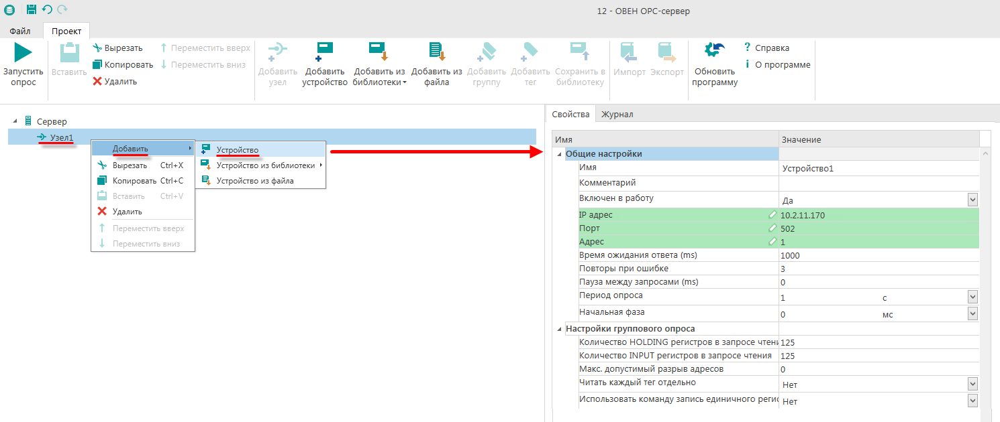 12 - ОВЕН OPC-сервер
Файл
Проект
Запустить опрос
Вставить
Вырезать
Копировать
Удалить
Переместить вверх
Переместить вниз
Добавить узел
Добавить устройство
Добавить из библиотеки
Добавить из файла
Добавить группу
Добавить тег
Сохранить в библиотеку
Импорт
Экспорт
Обновить программу
? Справка
i О программе
Сервер
Узел1
Добавить
Вырезать Ctrl+X
Копировать Ctrl+C
Вставить Ctrl+V
Удалить
Переместить вверх
Переместить вниз
Устройство
Устройство из библиотеки
Устройство из файла
Свойства
Журнал
Имя Значение
Общие настройки
Имя Устройство1
Комментарий
Включен в работу Да
IP адрес 10.2.11.170
Порт 502
Адрес 1
Время ожидания ответа (ms) 1000
Повторы при ошибке 3
Пауза между запросами (ms) 0
Период опроса 1 с
Начальная фаза 0 мс
Настройки группового опроса
Количество HOLDING регистров в запросе чтени 125
Количество INPUT регистров в запросе чтения 125
Макс. допустимый разрыв адресов 0
Читать каждый тег отдельно Нет
Использовать команду запись единичного регис Нет